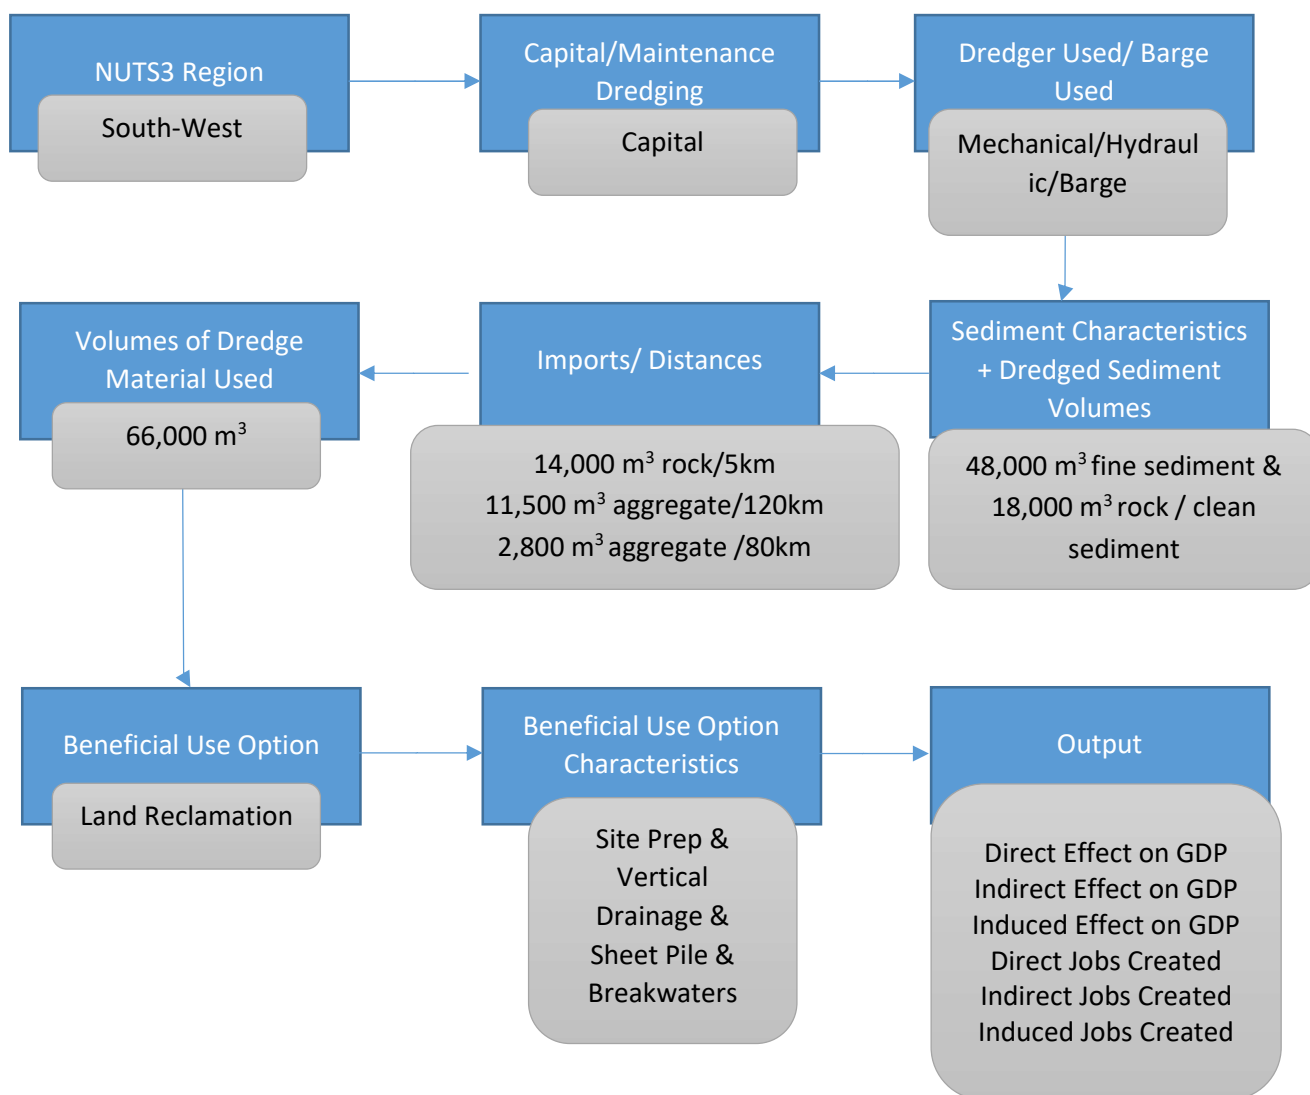 NUTS3 Region
South-West
Capital/Maintenance
Dredging
Capital
Dredger Used/ Barge
Used
Mechanical/Hydraul
ic/Barge
Sediment Characteristics
+ Dredged Sediment
Volumes
48,000 m³ fine sediment &
18,000 m³ rock / clean
sediment
Imports/ Distances
14,000 m³ rock/5km
11,500 m³ aggregate/120km
2,800 m³ aggregate /80km
Volumes of Dredge
Material Used
66,000 m³
Beneficial Use Option
Land Reclamation
Beneficial Use Option
Characteristics
Site Prep &
Vertical
Drainage &
Sheet Pile &
Breakwaters
Output
Direct Effect on GDP
Indirect Effect on GDP
Induced Effect on GDP
Direct Jobs Created
Indirect Jobs Created
Induced Jobs Created